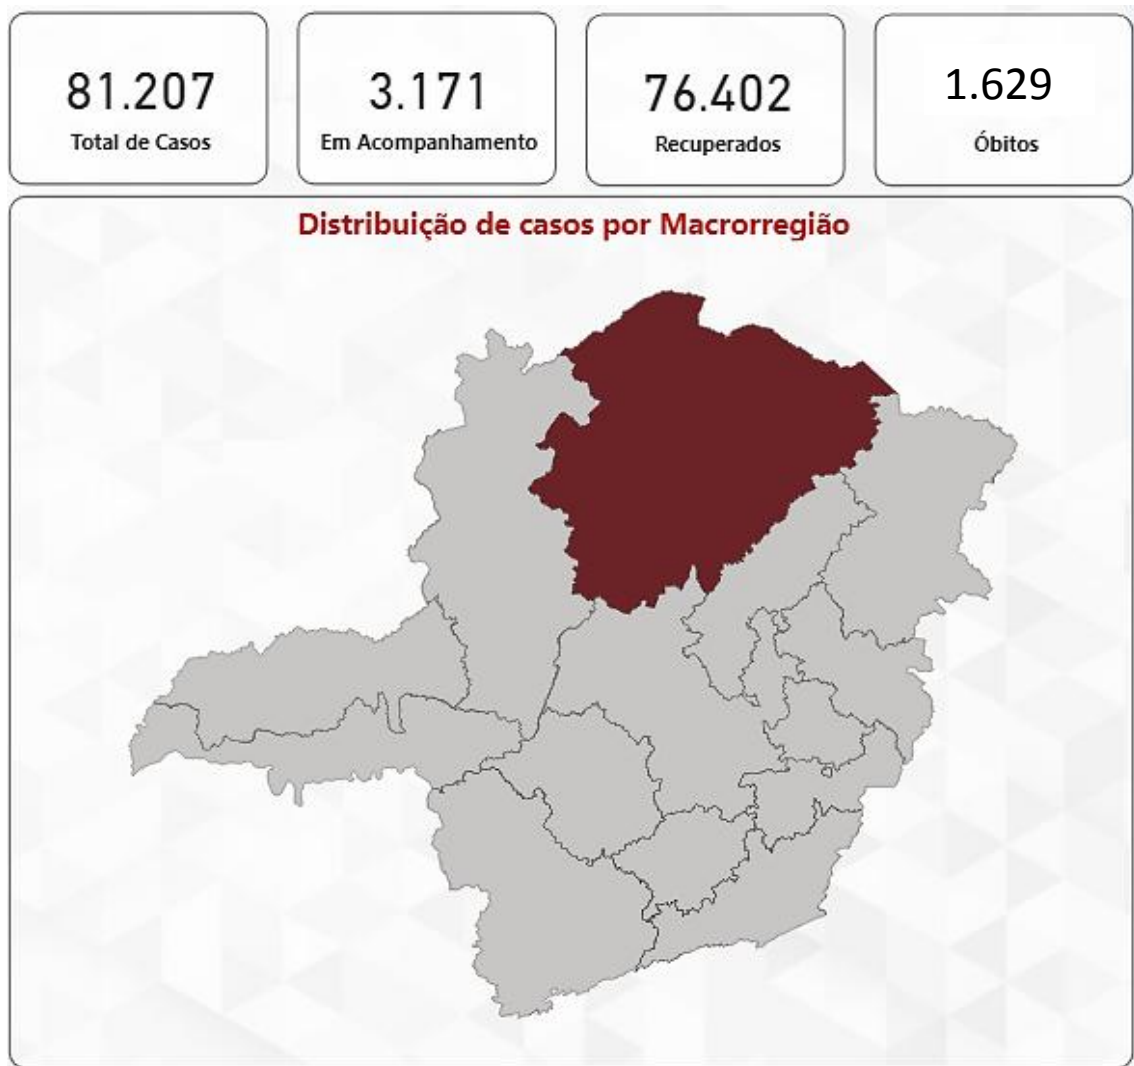 81.207
Total de Casos
3.171
Em Acompanhamento
76.402
Recuperados
1.629
Óbitos
Distribuição de casos por Macrorregião